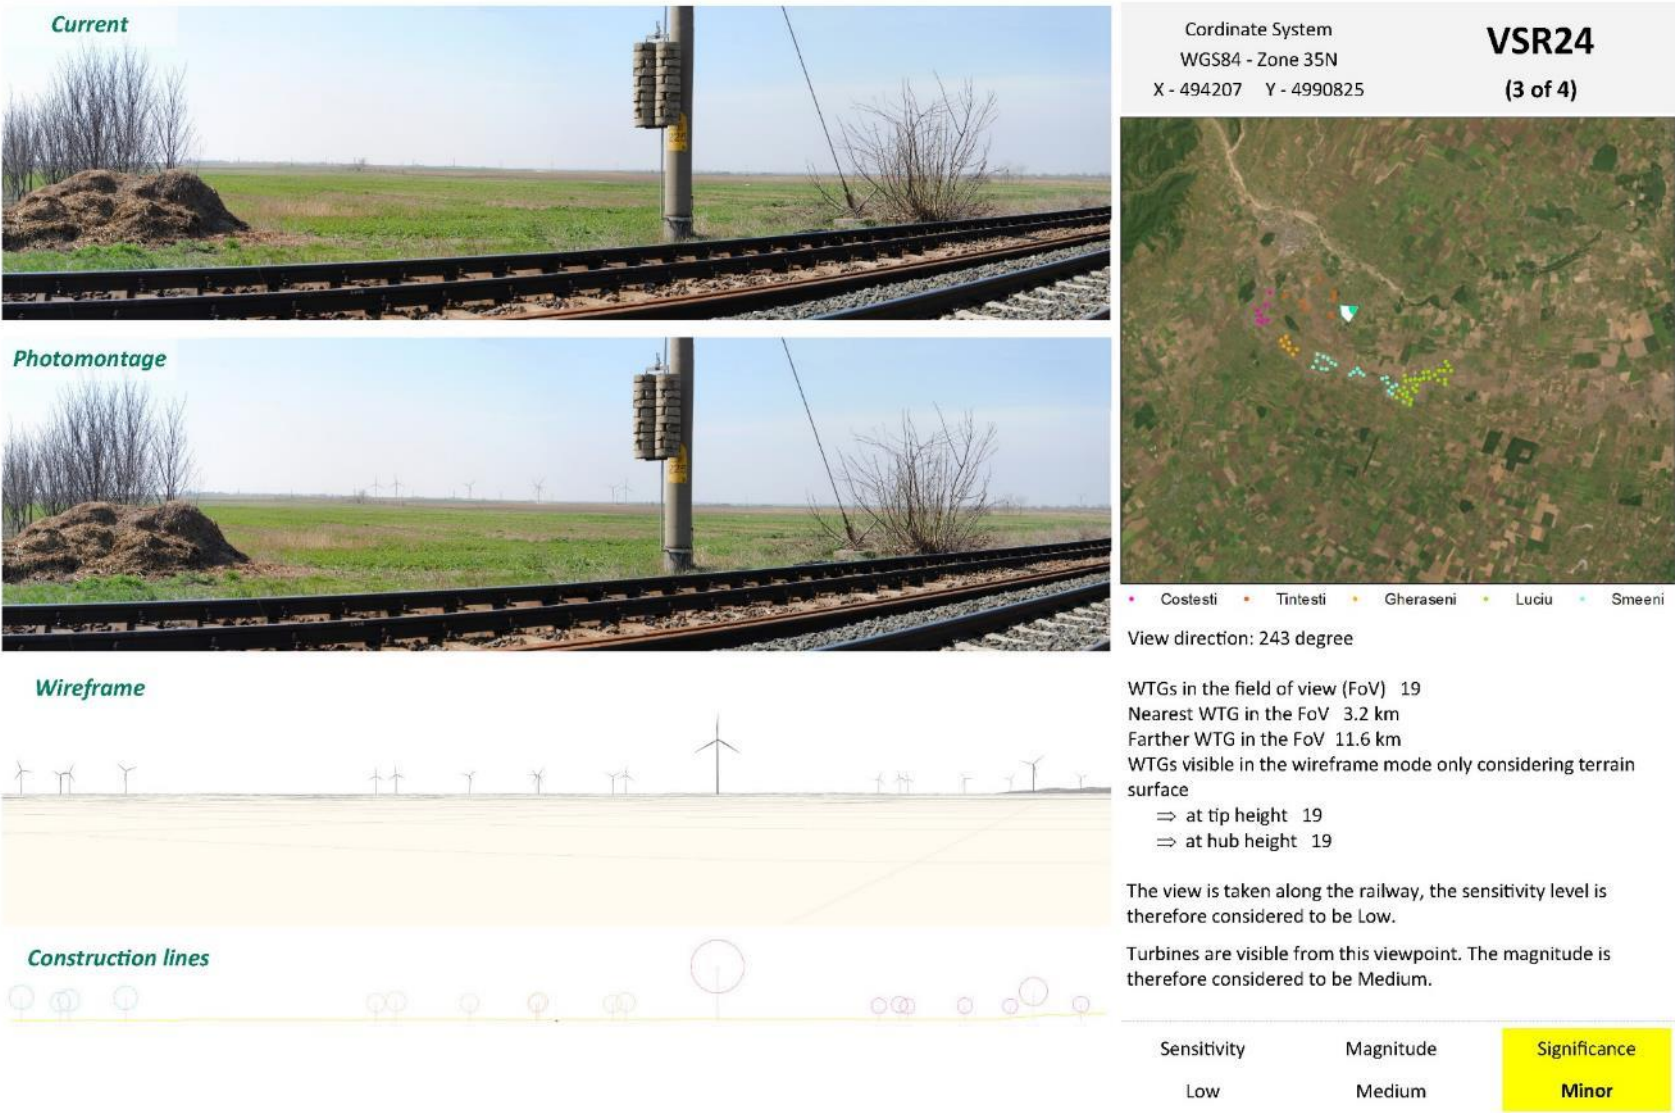 Current
Photomontage
Wireframe
Construction lines
Cordinate System
WGS84 - Zone 35N
X - 494207 Y - 4990825
VSR24
(3 of 4)
Costesti Tintesti Gheraseni Luciu Smeeni
View direction: 243 degree
WTGs in the field of view (FoV) 19
Nearest WTG in the FoV 3.2 km
Farther WTG in the FoV 11.6 km
WTGs visible in the wireframe mode only considering terrain
surface
⇒ at tip height 19
⇒ at hub height 19
The view is taken along the railway, the sensitivity level is
therefore considered to be Low.
Turbines are visible from this viewpoint. The magnitude is
therefore considered to be Medium.
Sensitivity Magnitude Significance
Low Medium Minor